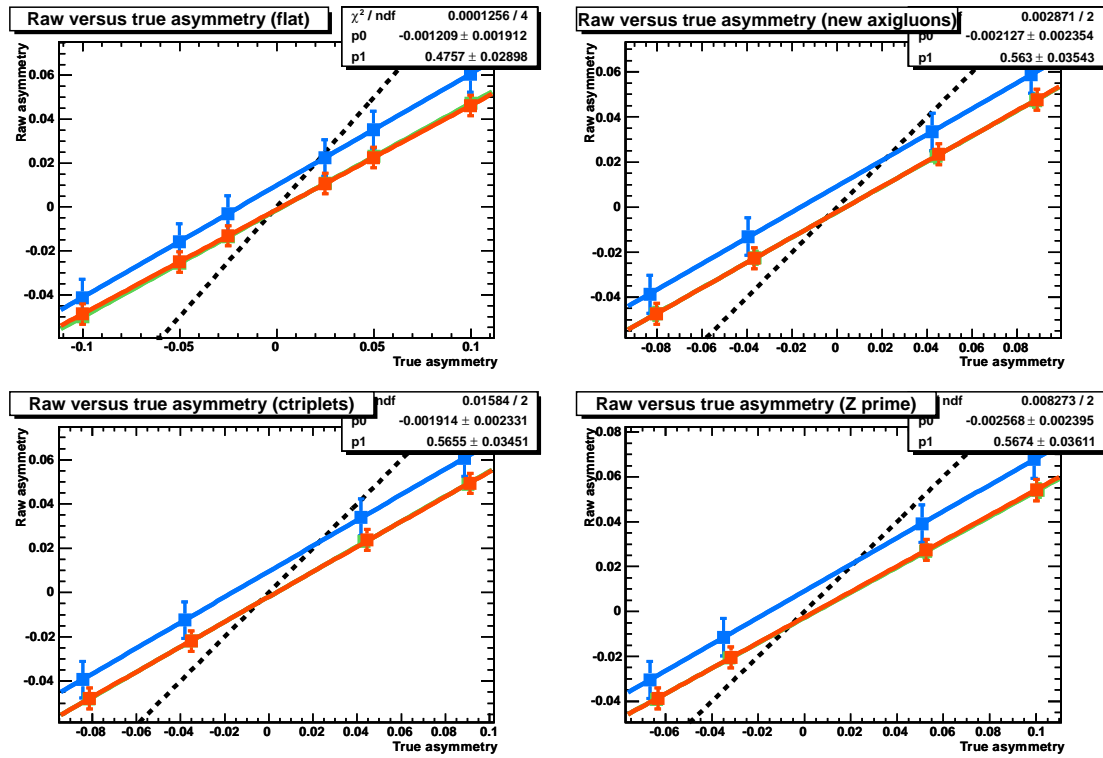 Raw versus true asymmetry (flat)
χ² / ndf 0.0001256 / 4
p0 -0.001209 ± 0.001912
p1 0.4757 ± 0.02898
Raw asymmetry
0.06
0.04
0.02
0
-0.02
-0.04
-0.1 -0.05 0 0.05 0.1
True asymmetry
Raw versus true asymmetry (new axigluons)
0.002871 / 2
-0.002127 ± 0.002354
p1 0.563 ± 0.03543
Raw asymmetry
0.06
0.04
0.02
0
-0.02
-0.04
-0.08 -0.06 -0.04 -0.02 0 0.02 0.04 0.06 0.08
True asymmetry
Raw versus true asymmetry (ctriplets)
ndf 0.01584 / 2
p0 -0.001914 ± 0.002331
p1 0.5655 ± 0.03451
Raw asymmetry
0.06
0.04
0.02
0
-0.02
-0.04
-0.08 -0.06 -0.04 -0.02 0 0.02 0.04 0.06 0.08 0.1
True asymmetry
Raw versus true asymmetry (Z prime)
ndf 0.008273 / 2
p0 -0.002568 ± 0.002395
p1 0.5674 ± 0.03611
Raw asymmetry
0.08
0.06
0.04
0.02
0
-0.02
-0.04
-0.06 -0.04 -0.02 0 0.02 0.04 0.06 0.08 0.1
True asymmetry